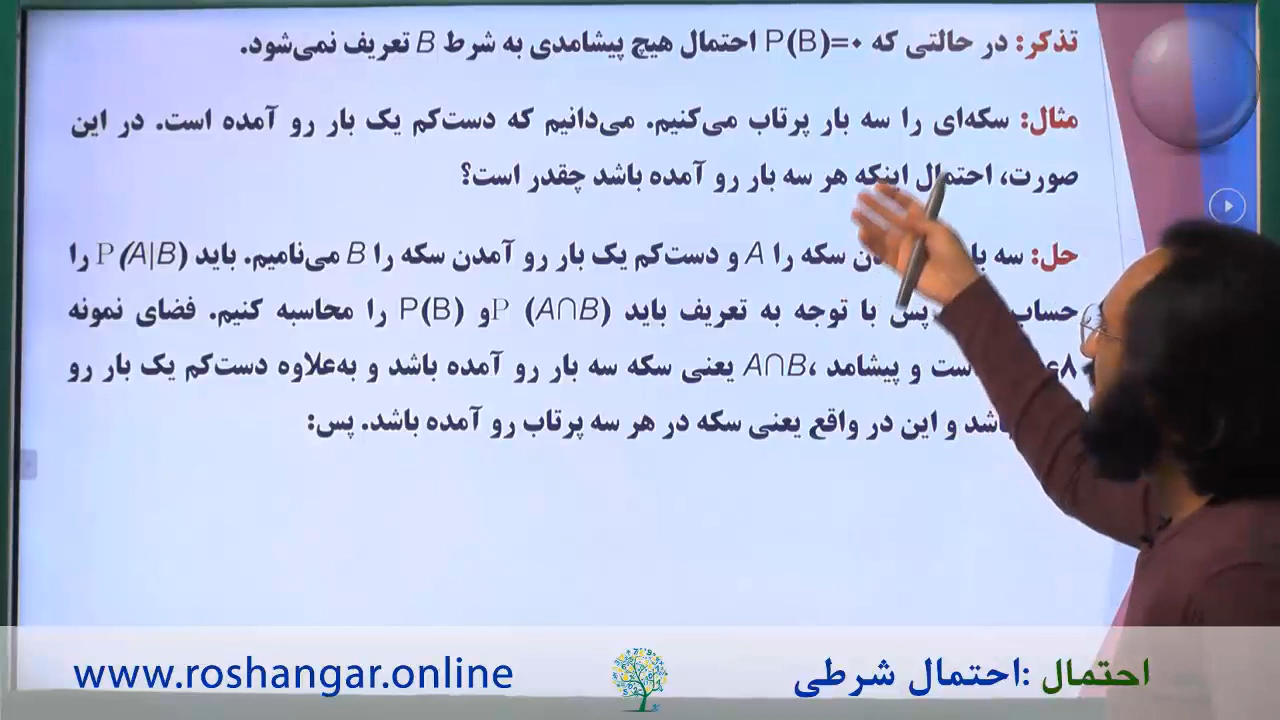 تذکر: در حالتی که P(B)=۰ احتمال هیچ پیشامدی به شرط B تعریف نمی‌شود.
مثال: سکه‌ای را سه بار پرتاب می‌کنیم. می‌دانیم که دست‌کم یک بار رو آمده است. در این
صورت، احتمال اینکه هر سه بار رو آمده باشد چقدر است؟
حل: سه سکه را A و دست‌کم یک بار رو آمدن سکه را B می‌نامیم. باید P(A|B) را
پس با توجه به تعریف باید P (A∩B) و P(B) را محاسبه کنیم. فضای نمونه
و پیشامد A∩B، یعنی سکه سه بار رو آمده باشد و به‌علاوه دست‌کم یک بار رو
و این در واقع یعنی سکه در هر سه پرتاب رو آمده باشد. پس:
www.roshangar.online
احتمال :احتمال شرطی